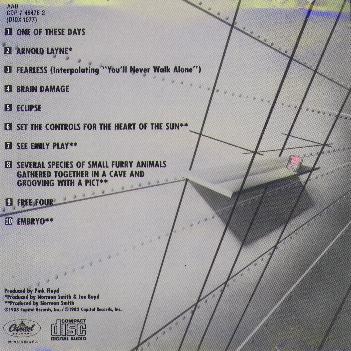 AAD
CDP 7 46478 2
(DIDX 1077)
1 ONE OF THESE DAYS
2 ARNOLD LAYNE*
3 FEARLESS (Interpolating "You'll Never Walk Alone")
4 BRAIN DAMAGE
5 ECLIPSE
6 SET THE CONTROLS FOR THE HEART OF THE SUN**
7 SEE EMILY PLAY**
8 SEVERAL SPECIES OF SMALL FURRY ANIMALS
GATHERED TOGETHER IN A CAVE AND
GROOVING WITH A PICT**
9 FREE FOUR
10 EMBRYO**
Produced by Pink Floyd
*Produced by Norman Smith & Joe Boyd
**Produced by Norman Smith
©1983 Capitol Records, Inc./℗1983 Capitol Records, Inc.
Capitol
COMPACT
disc
DIGITAL AUDIO